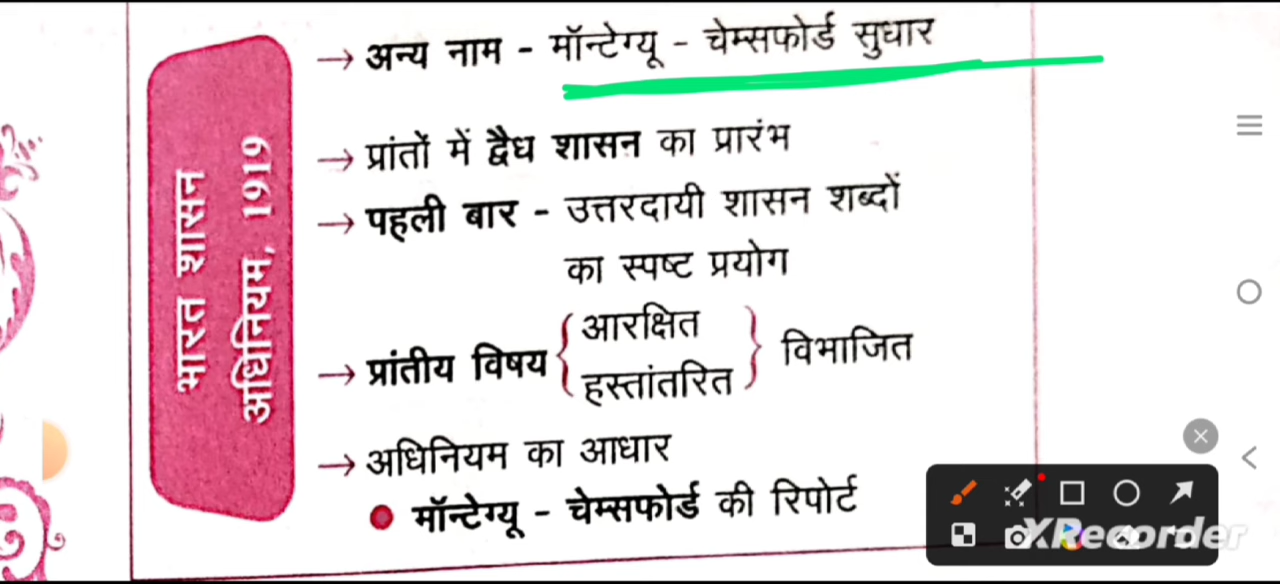 भारत शासन
अधिनियम, 1919
→ अन्य नाम - मॉन्टेग्यू - चेम्सफोर्ड सुधार
→ प्रांतों में द्वैध शासन का प्रारंभ
→ पहली बार - उत्तरदायी शासन शब्दों
का स्पष्ट प्रयोग
→ प्रांतीय विषय { आरक्षित
हस्तांतरित } विभाजित
→ अधिनियम का आधार
● मॉन्टेग्यू - चेम्सफोर्ड की रिपोर्ट
XRecorder